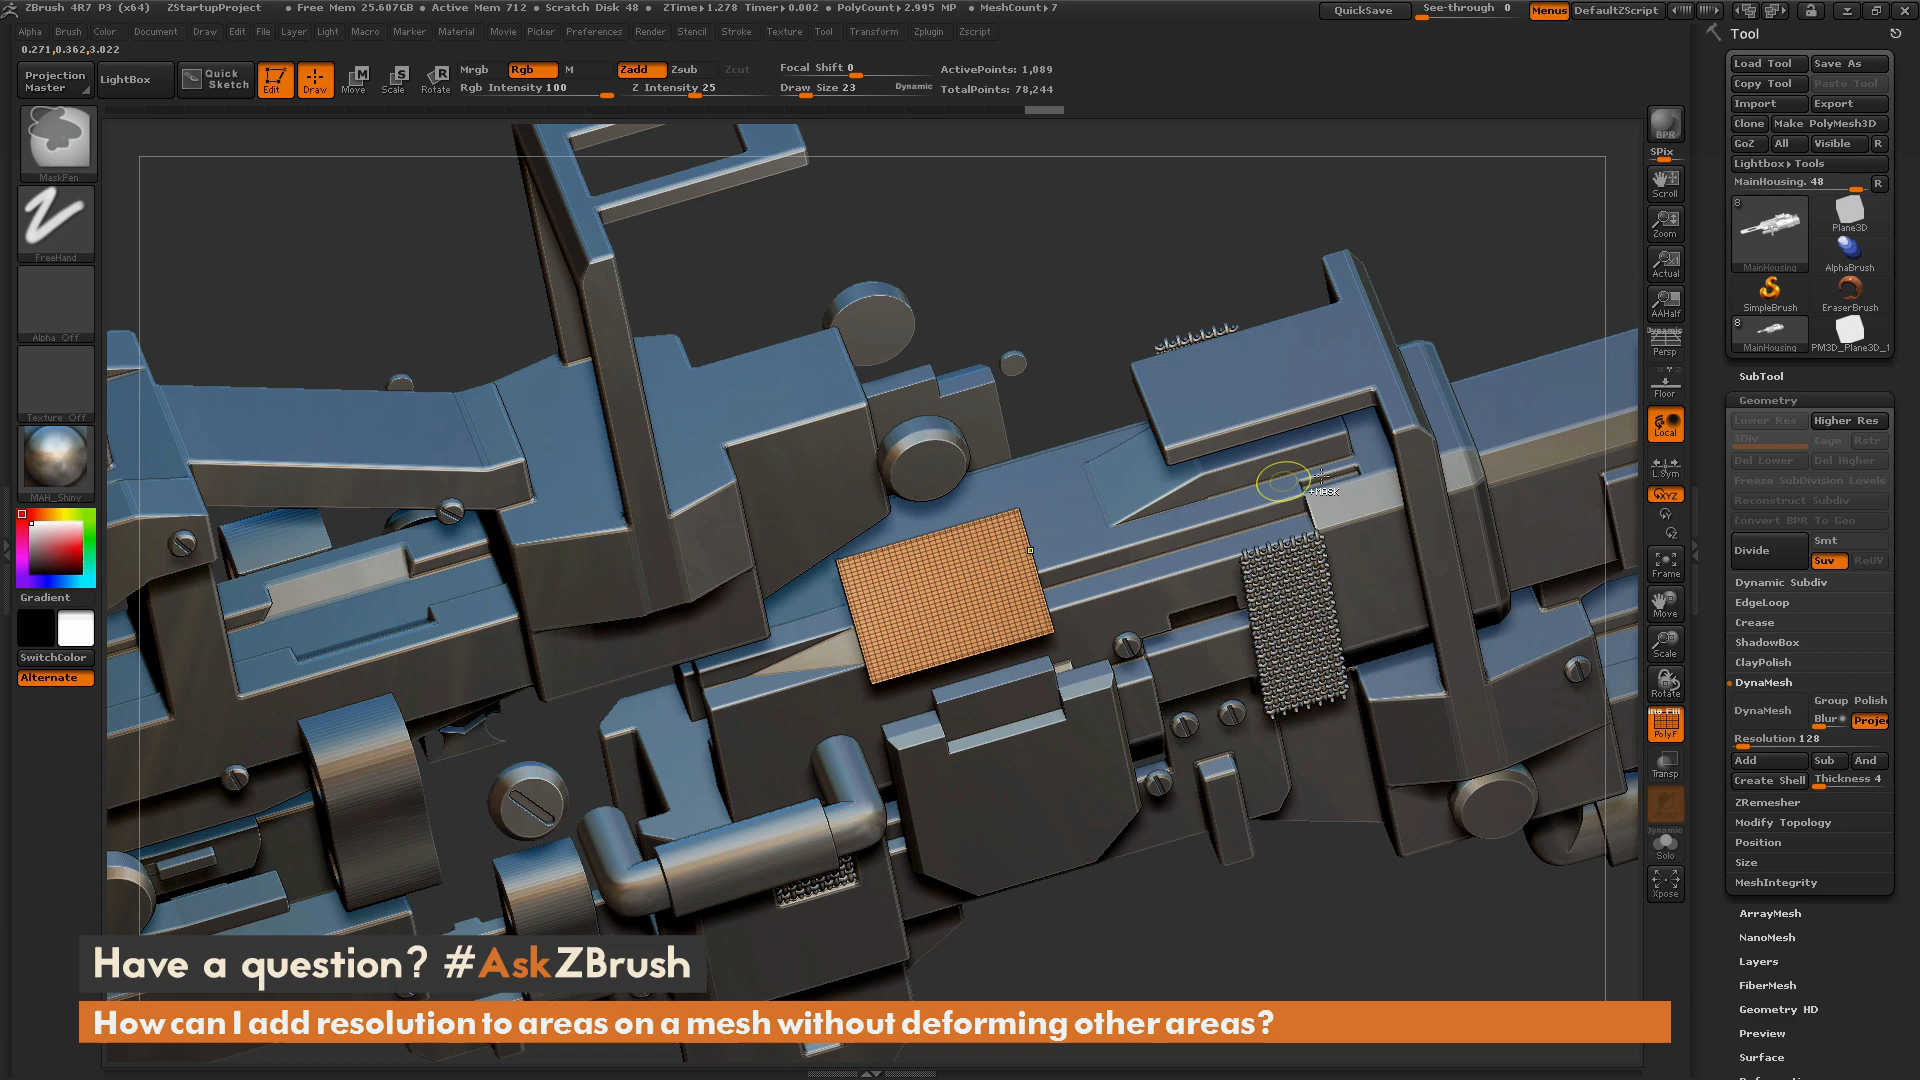 ZBrush 4R7 P3 (x64) ZStartupProject • Free Mem 25.607GB • Active Mem 712 • Scratch Disk 48 • ZTime▸1.278 Timer▸0.002 • PolyCount▸2.995 MP • MeshCount▸7 QuickSave See-through 0 Menus DefaultZScript
Alpha Brush Color Document Draw Edit File Layer Light Macro Marker Material Movie Picker Preferences Render Stencil Stroke Texture Tool Transform Zplugin Zscript
0.271,0.362,3.022
Projection Master
LightBox
Quick Sketch
Edit
Draw
Move
Scale
Rotate
Mrgb Rgb M
Rgb Intensity 100
Zadd Zsub Zcut
Z Intensity 25
Focal Shift 0
Draw Size 23 Dynamic
ActivePoints: 1,089
TotalPoints: 78,244
MaskPen
FreeHand
Alpha Off
Texture Off
MAH_Shiny
Gradient
SwitchColor
Alternate
+MASK
BPR
SPix
Scroll
Zoom
Actual
AAHalf
Dynamic
Persp
Floor
Local
L.Sym
XYZ
Frame
Move
Scale
Rotate
PolyF
Transp
Dynamic
Solo
Xpose
Tool
Load Tool Save As
Copy Tool Paste Tool
Import Export
Clone Make PolyMesh3D
GoZ All Visible R
Lightbox▸Tools
MainHousing. 48 R
8
MainHousing
Plane3D
AlphaBrush
SimpleBrush EraserBrush
8
MainHousing PM3D_Plane3D_1
SubTool
Geometry
Lower Res Higher Res
SDiv Cage Rstr
Del Lower Del Higher
Freeze SubDivision Levels
Reconstruct Subdiv
Convert BPR To Geo
Divide
Smt
Suv ReUV
Dynamic Subdiv
EdgeLoop
Crease
ShadowBox
ClayPolish
DynaMesh
DynaMesh
Group Polish
Blur Projec
Resolution 128
Add Sub And
Create Shell Thickness 4
ZRemesher
Modify Topology
Position
Size
MeshIntegrity
ArrayMesh
NanoMesh
Layers
FiberMesh
Geometry HD
Preview
Surface
Have a question? #AskZBrush
How can I add resolution to areas on a mesh without deforming other areas?